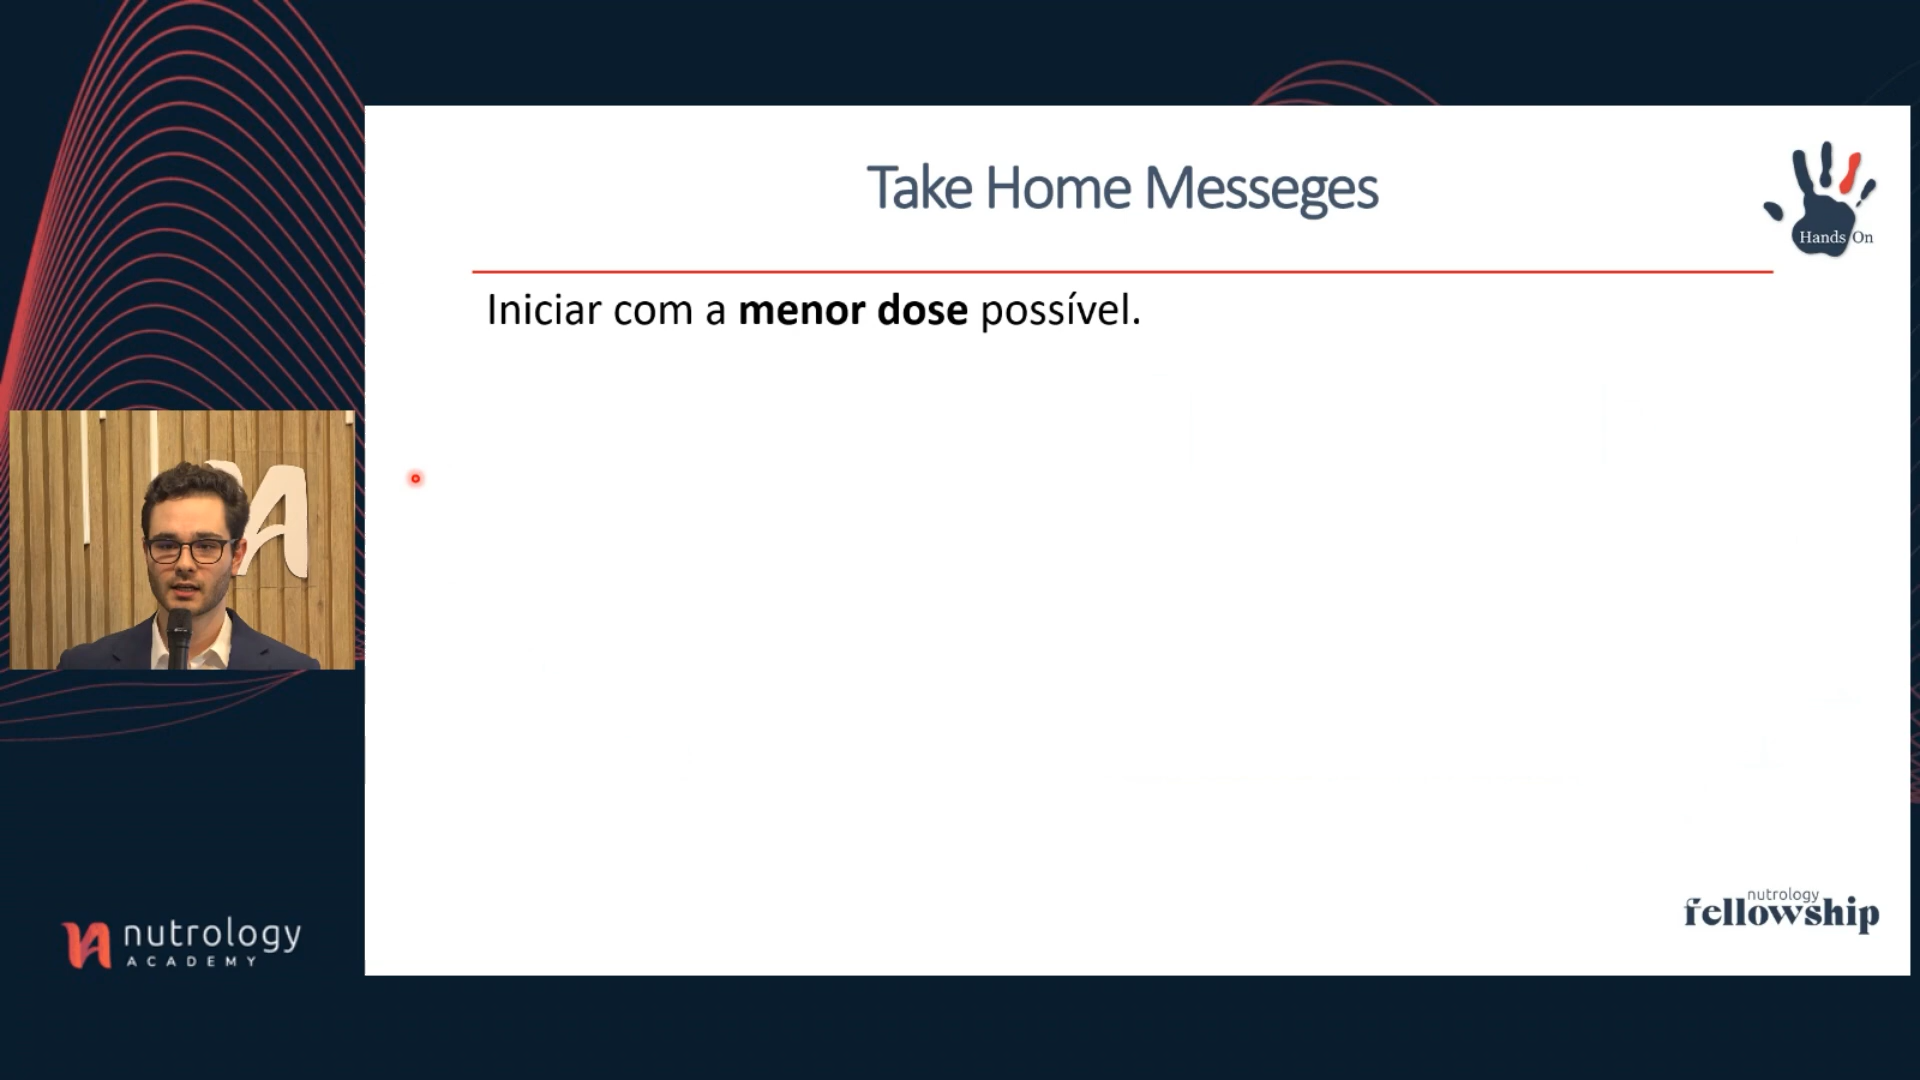 Take Home Messeges
Hands On
Iniciar com a menor dose possível.
nutrology
fellowship
nutrology
ACADEMY